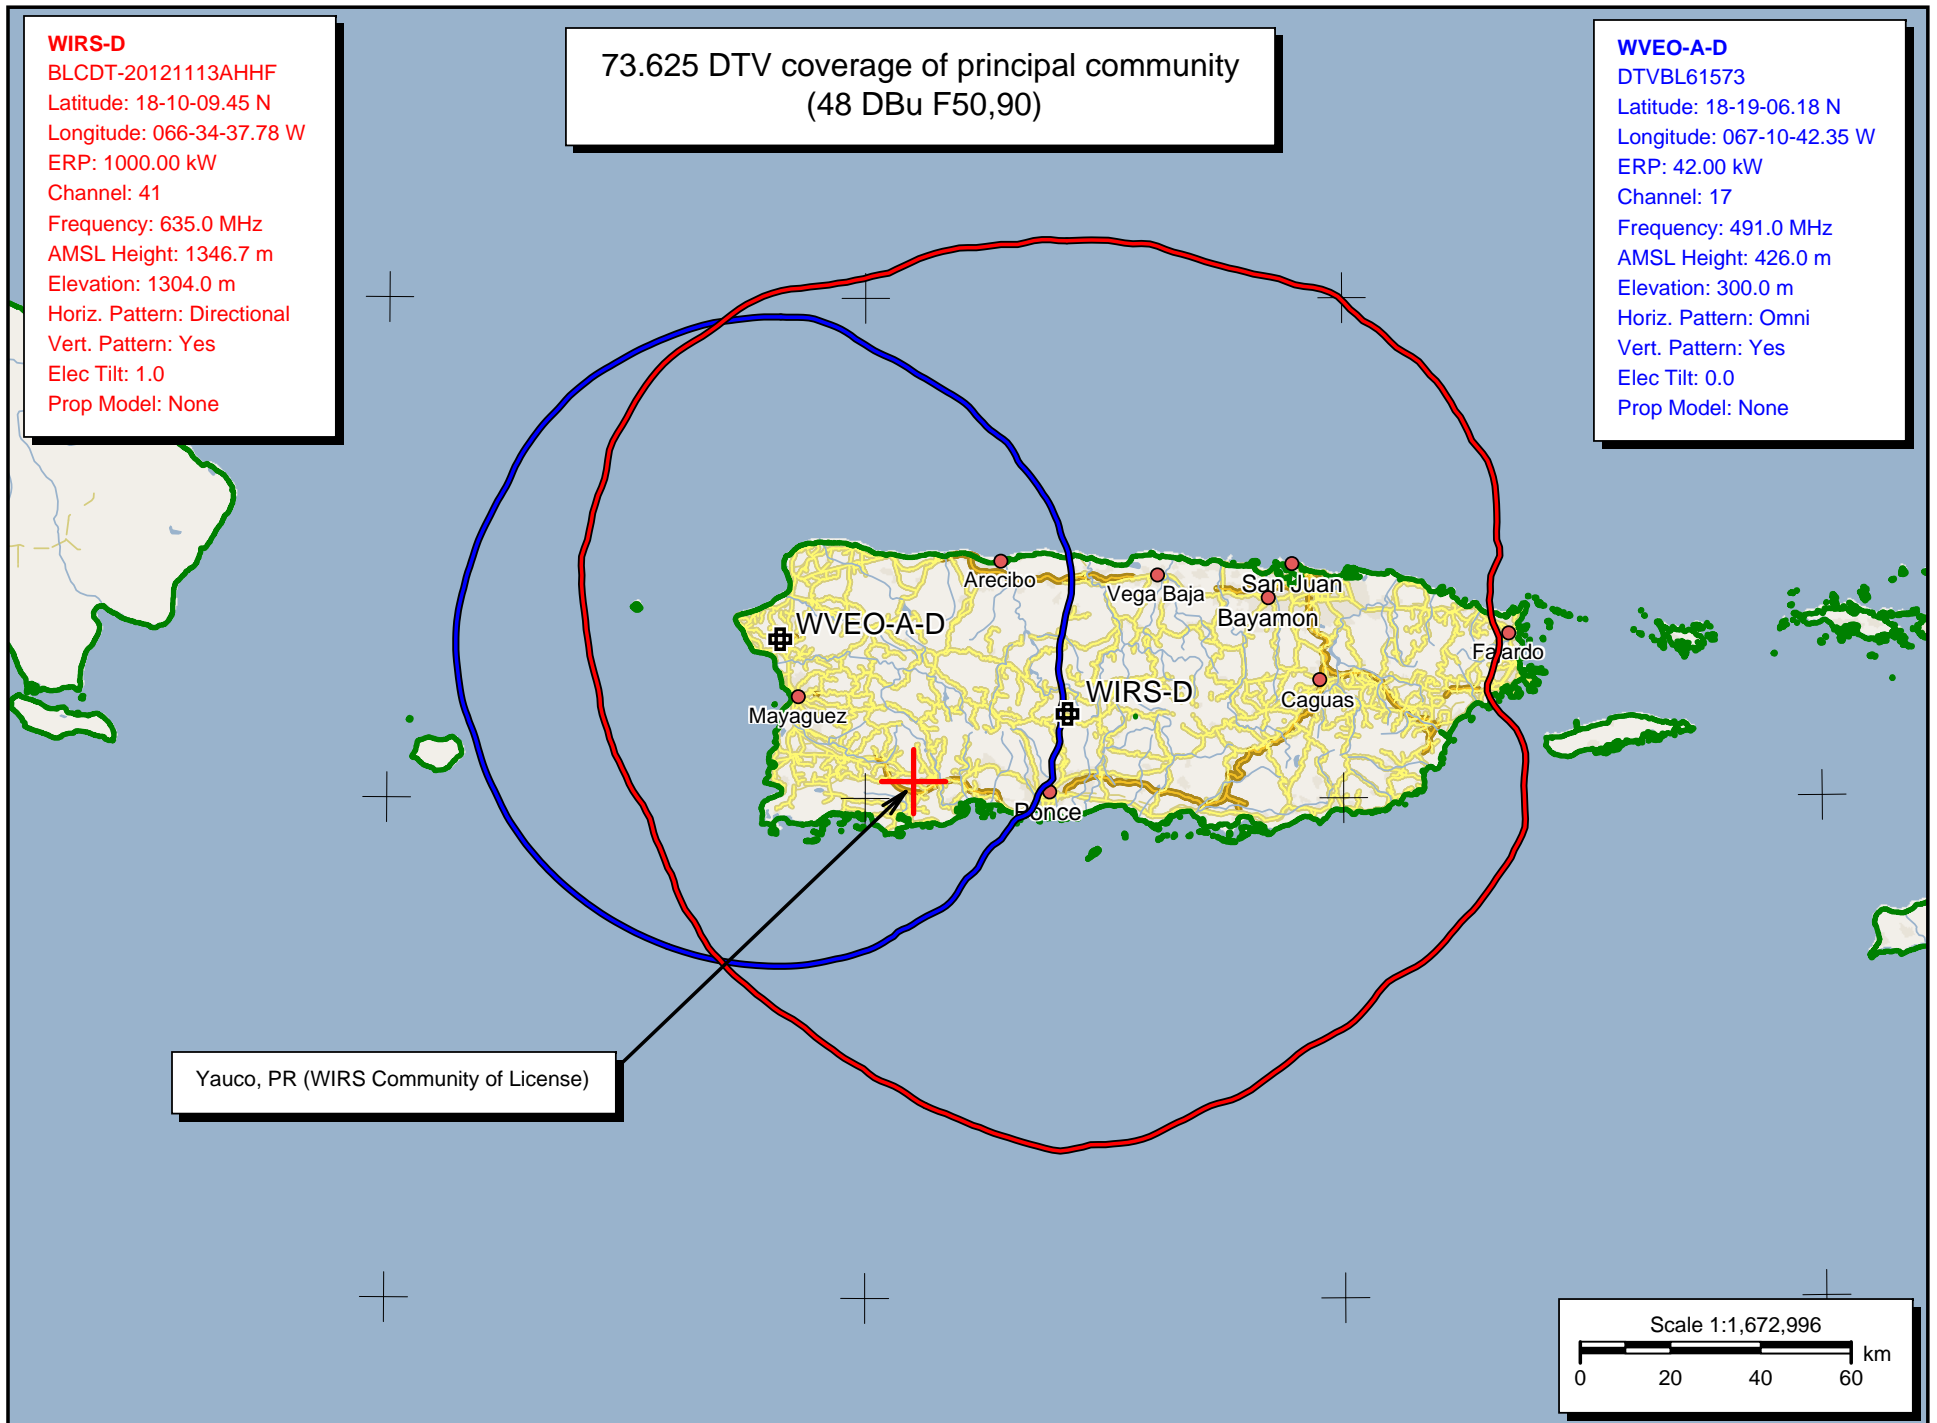 WIRS-D
BLCDT-20121113AHHF
Latitude: 18-10-09.45 N
Longitude: 066-34-37.78 W
ERP: 1000.00 kW
Channel: 41
Frequency: 635.0 MHz
AMSL Height: 1346.7 m
Elevation: 1304.0 m
Horiz. Pattern: Directional
Vert. Pattern: Yes
Elec Tilt: 1.0
Prop Model: None
73.625 DTV coverage of principal community
(48 DBu F50,90)
WVEO-A-D
DTVBL61573
Latitude: 18-19-06.18 N
Longitude: 067-10-42.35 W
ERP: 42.00 kW
Channel: 17
Frequency: 491.0 MHz
AMSL Height: 426.0 m
Elevation: 300.0 m
Horiz. Pattern: Omni
Vert. Pattern: Yes
Elec Tilt: 0.0
Prop Model: None
Arecibo
Vega Baja
San Juan
Bayamon
WVEO-A-D
Fajardo
WIRS-D
Caguas
Mayaguez
Ponce
Yauco, PR (WIRS Community of License)
Scale 1:1,672,996
km
0 20 40 60